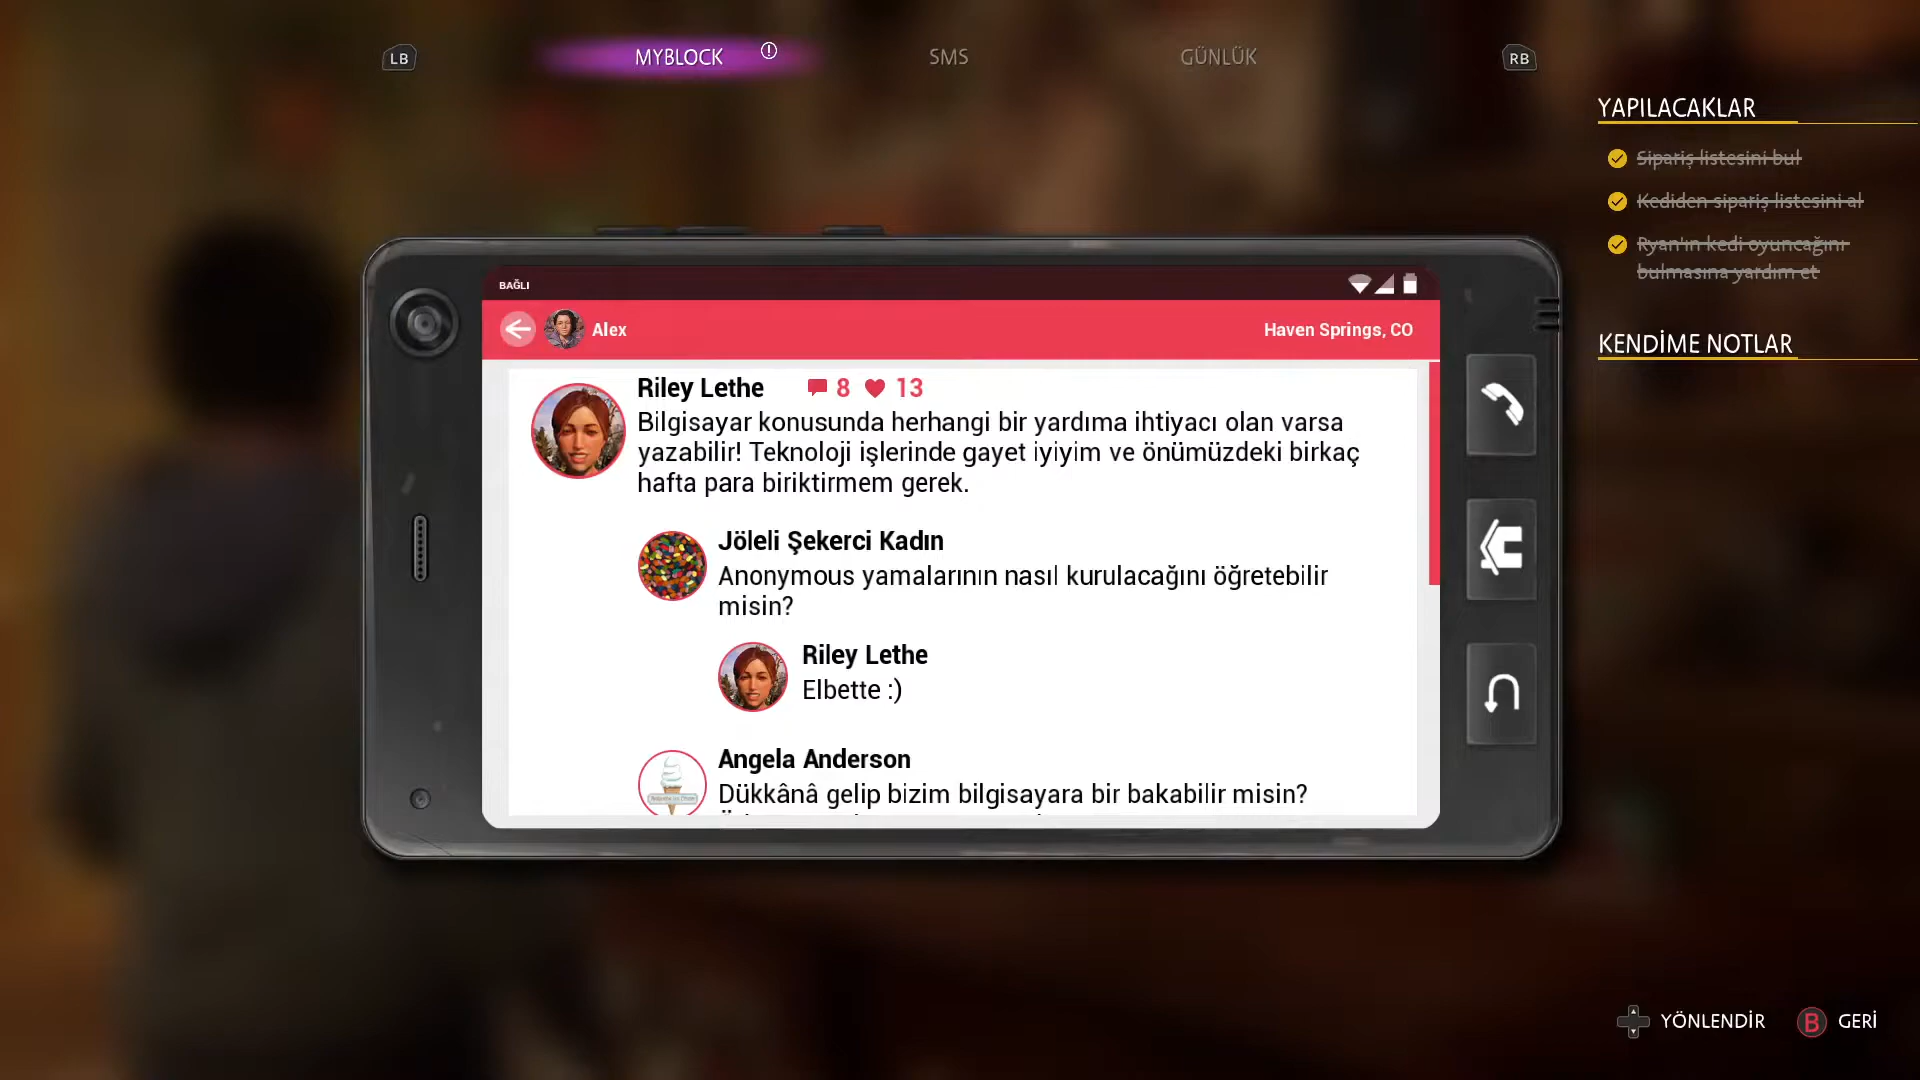 LB
MYBLOCK
SMS
GÜNLÜK
RB
YAPILACAKLAR
Sipariş listesini bul
Kediden sipariş listesini al
Ryan'ın kedi oyuncağını
bulmasına yardım et
KENDİME NOTLAR
BAĞLI
Alex
Haven Springs, CO
Riley Lethe 8 13
Bilgisayar konusunda herhangi bir yardıma ihtiyacı olan varsa
yazabilir! Teknoloji işlerinde gayet iyiyim ve önümüzdeki birkaç
hafta para biriktirmem gerek.
Jöleli Şekerci Kadın
Anonymous yamalarının nasıl kurulacağını öğretebilir
misin?
Riley Lethe
Elbette :)
Angela Anderson
Dükkânâ gelip bizim bilgisayara bir bakabilir misin?
YÖNLENDİR
B GERİ